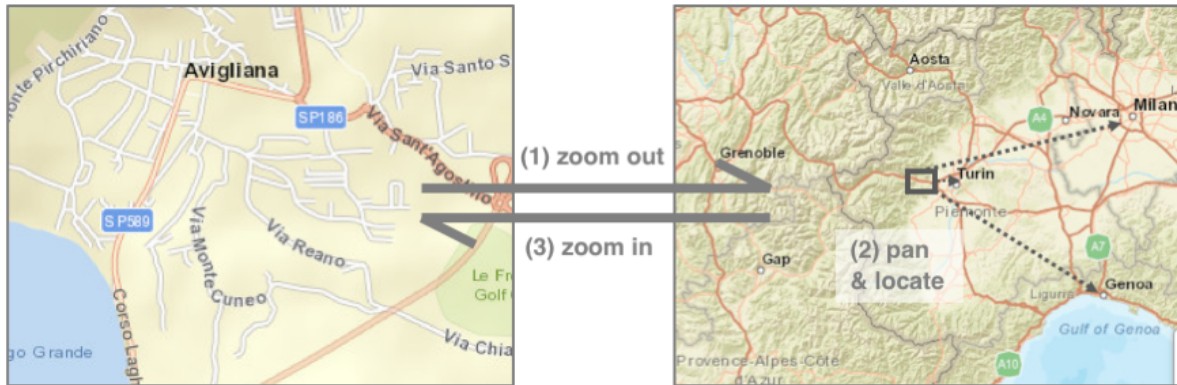 Monte Pirchiriano
Avigliana
Via Santo S
SP186
Via Sant'Agostino
SP589
Via Reano
Via Monte Cuneo
Le Fr
Golf
Corso Lagh
Via Chia
go Grande
(1) zoom out
(3) zoom in
Aosta
Valle d'Aosta
A4
Novara
Milan
Grenoble
Turin
Piemonte
(2) pan
& locate
A7
Gap
Liguria
Genoa
Gulf of Genoa
Provence-Alpes-Côte
d'Azur
A10